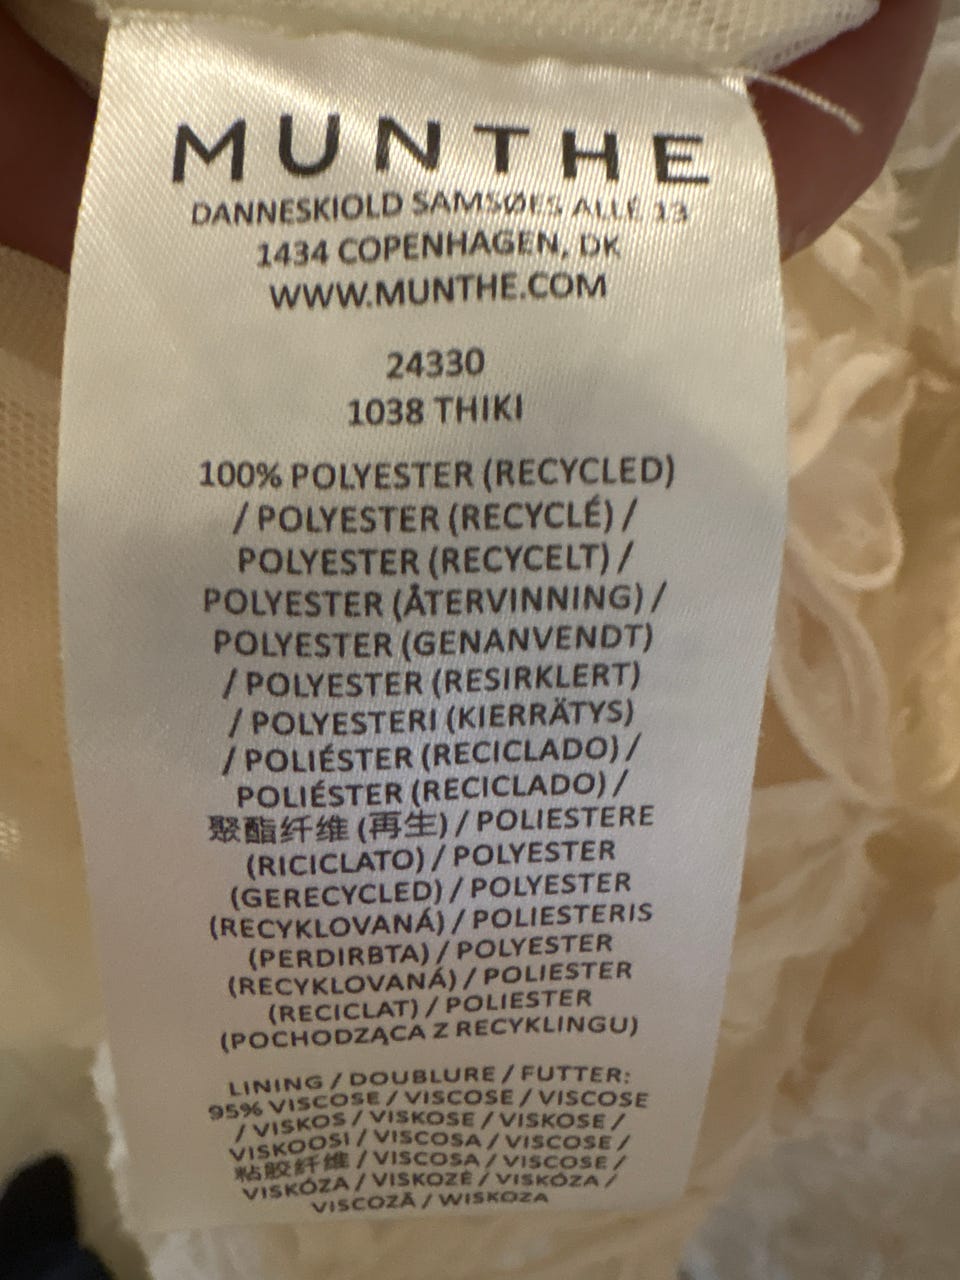 MUNTHE
DANNESKIOLD SAMSØES ALLÉ 13
1434 COPENHAGEN, DK
WWW.MUNTHE.COM
24330
1038 THIKI
100% POLYESTER (RECYCLED)
/ POLYESTER (RECYCLÉ) /
POLYESTER (RECYCELT) /
POLYESTER (ÅTERVINNING) /
POLYESTER (GENANVENDT)
/ POLYESTER (RESIRKLERT)
/ POLYESTERI (KIERRÄTYS)
/ POLIÉSTER (RECICLADO) /
POLIÉSTER (RECICLADO) /
聚酯纤维 (再生) / POLIESTERE
(RICICLATO) / POLYESTER
(GERECYCLED) / POLYESTER
(RECYKLOVANÁ) / POLIESTERIS
(PERDIRBTA) / POLYESTER
(RECYKLOVANÁ) / POLIESTER
(RECICLAT) / POLIESTER
(POCHODZĄCA Z RECYKLINGU)
LINING / DOUBLURE / FUTTER:
95% VISCOSE / VISCOSE / VISCOSE
/ VISKOS / VISKOSE / VISKOSE /
VISKOOSI / VISCOSA / VISCOSE /
粘胶纤维 / VISCOSA / VISCOSE /
VISKÓZA / VISKOZĖ / VISKÓZA /
VISCOZĂ / WISKOZA